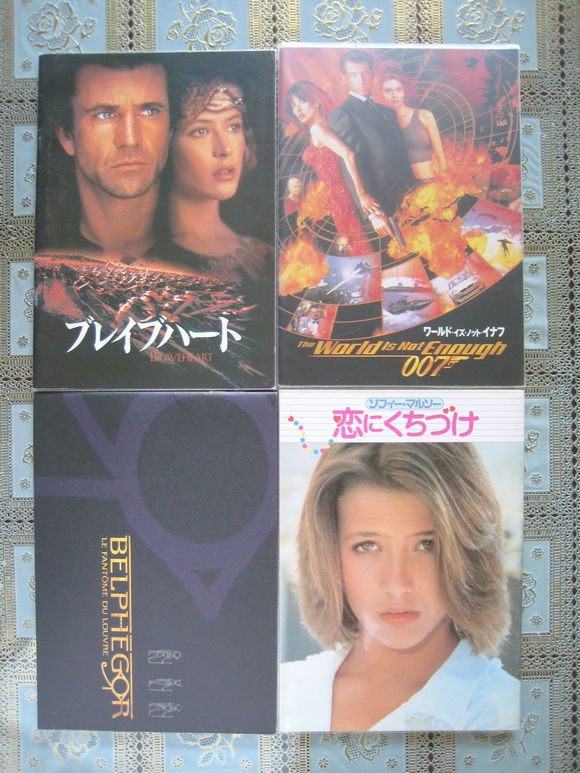 ブレイブハート
BRAVEHEART
ワールド・イズ・ノット・イナフ
The World Is Not Enough
007
BELPHEGOR
LE FANTÔME DU LOUVRE
ソフィー・マルソー
恋にくちづけ